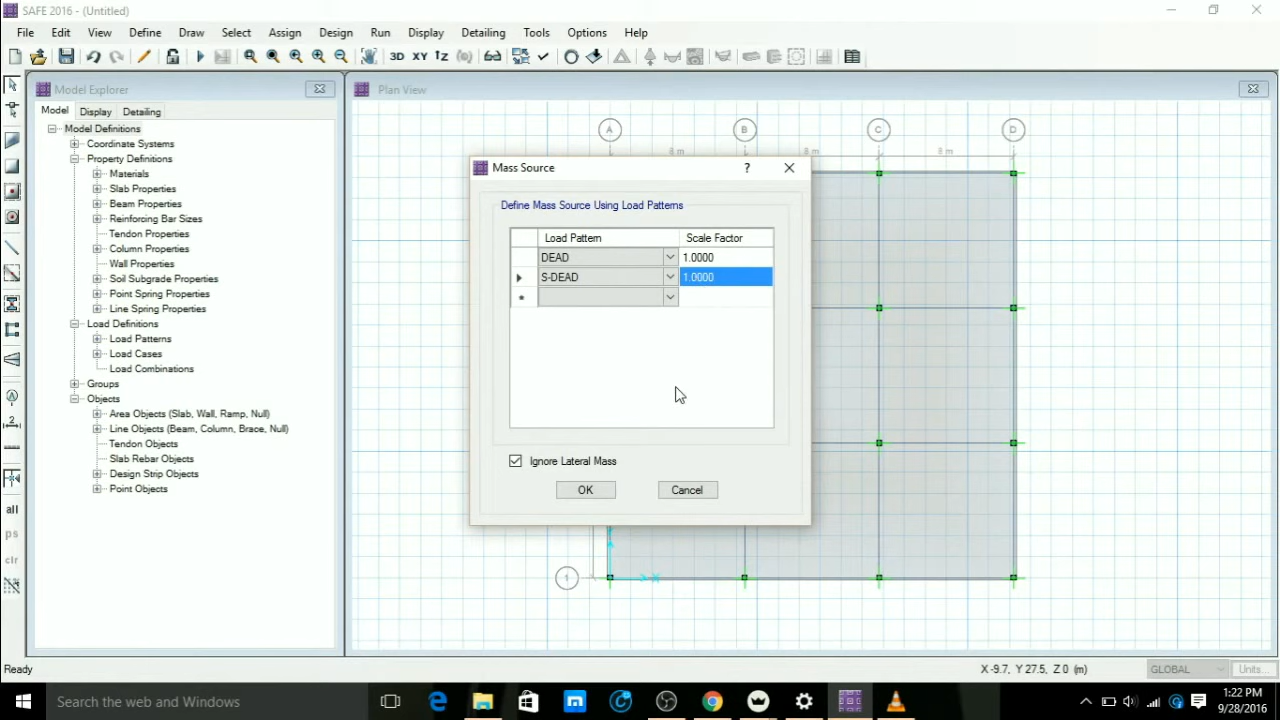 SAFE 2016 - (Untitled)
File Edit View Define Draw Select Assign Design Run Display Detailing Tools Options Help
3D XY
Model Explorer
Plan View
Model Display Detailing
Model Definitions
Coordinate Systems
Property Definitions
Materials
Slab Properties
Beam Properties
Reinforcing Bar Sizes
Tendon Properties
Column Properties
Wall Properties
Soil Subgrade Properties
Point Spring Properties
Line Spring Properties
Load Definitions
Load Patterns
Load Cases
Load Combinations
Groups
Objects
Area Objects (Slab, Wall, Ramp, Null)
Line Objects (Beam, Column, Brace, Null)
Tendon Objects
Slab Rebar Objects
Design Strip Objects
Point Objects
all
ps
clr
A B C D
8 m 8 m 8 m
Mass Source
?
Define Mass Source Using Load Patterns
Load Pattern Scale Factor
DEAD 1.0000
S-DEAD 1.0000
Ignore Lateral Mass
OK Cancel
1
X
Ready
X -9.7, Y 27.5, Z 0 (m)
GLOBAL
Units...
Search the web and Windows
1:22 PM
9/28/2016